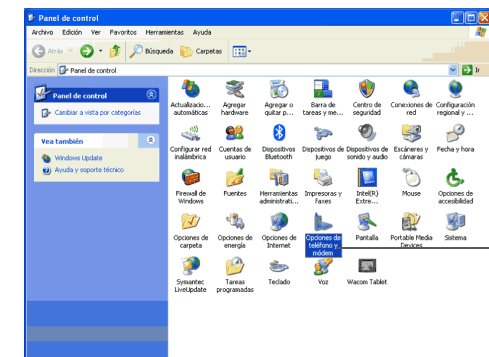 Panel de control
Archivo Edición Ver Favoritos Herramientas Ayuda
Atrás Búsqueda Carpetas
Dirección Panel de control Ir
Panel de control
Cambiar a vista por categorías
Vea también
Windows Update
Ayuda y soporte técnico
Actualizacio... automáticas
Agregar hardware
Agregar o quitar p...
Barra de tareas y me...
Centro de seguridad
Conexiones de red
Configuración regional y ...
Configurar red inalámbrica
Cuentas de usuario
Dispositivos Bluetooth
Dispositivos de juego
Dispositivos de sonido y audio
Escáneres y cámaras
Fecha y hora
Firewall de Windows
Fuentes
Herramientas administrati...
Impresoras y faxes
Intel(R) Extre...
Mouse
Opciones de accesibilidad
Opciones de carpeta
Opciones de energía
Opciones de Internet
Opciones de teléfono y módem
Pantalla
Portable Media Devices
Sistema
Symantec LiveUpdate
Tareas programadas
Teclado
Voz
Wacom Tablet